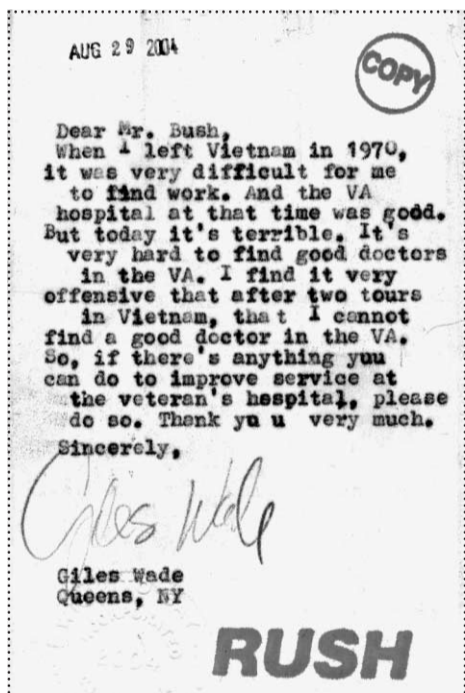 AUG 29 2004
COPY
Dear Mr. Bush,
When I left Vietnam in 1970,
it was very difficult for me
to find work. And the VA
hospital at that time was good.
But today it's terrible. It's
very hard to find good doctors
in the VA. I find it very
offensive that after two tours
in Vietnam, that I cannot
find a good doctor in the VA.
So, if there's anything you
can do to improve service at
the veteran's hospital, please
do so. Thank yo u very much.
Sincerely,
Giles Wade
Giles Wade
Queens, NY
RUSH